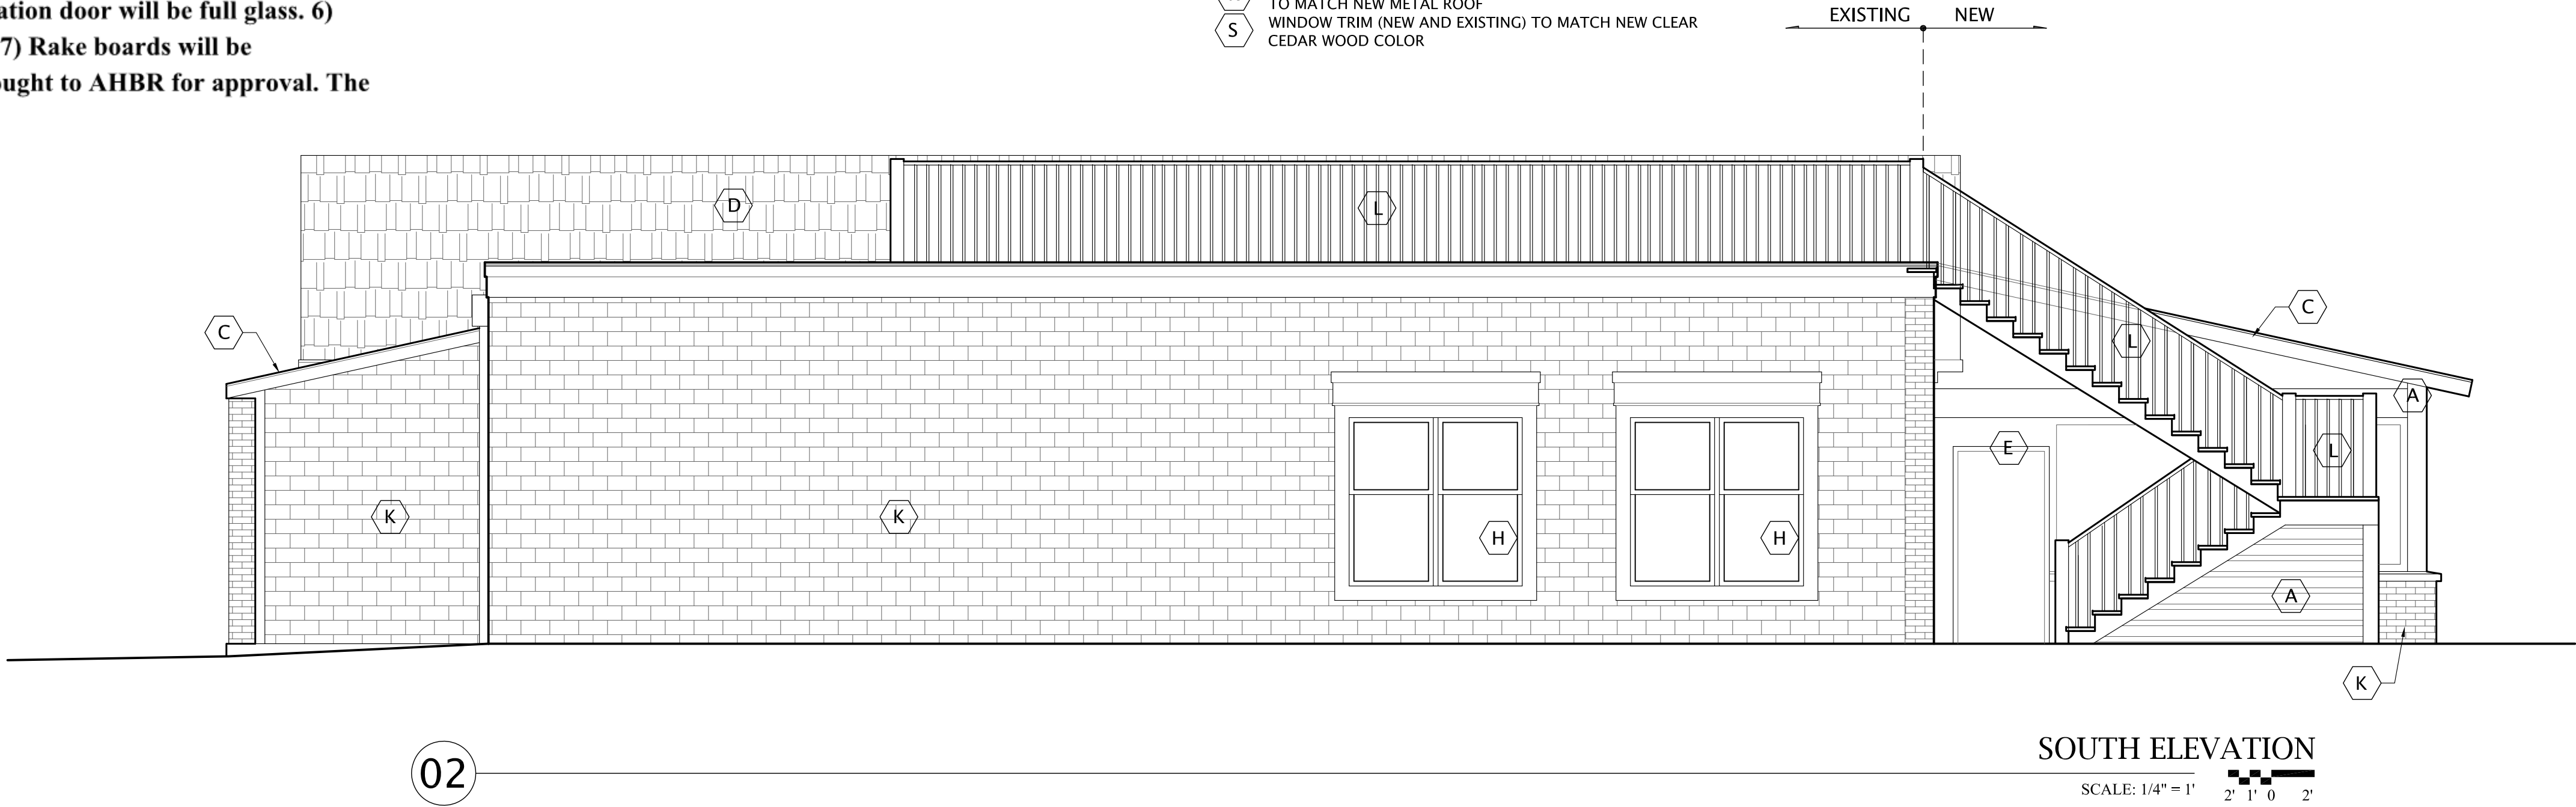 ation door will be full glass. 6)
7) Rake boards will be
ought to AHBR for approval. The
TO MATCH NEW METAL ROOF
S WINDOW TRIM (NEW AND EXISTING) TO MATCH NEW CLEAR
CEDAR WOOD COLOR
EXISTING NEW
D
L
C
C
L
A
E
L
K
K
H
H
A
K
02
SOUTH ELEVATION
SCALE: 1/4" = 1'
2' 1' 0 2'